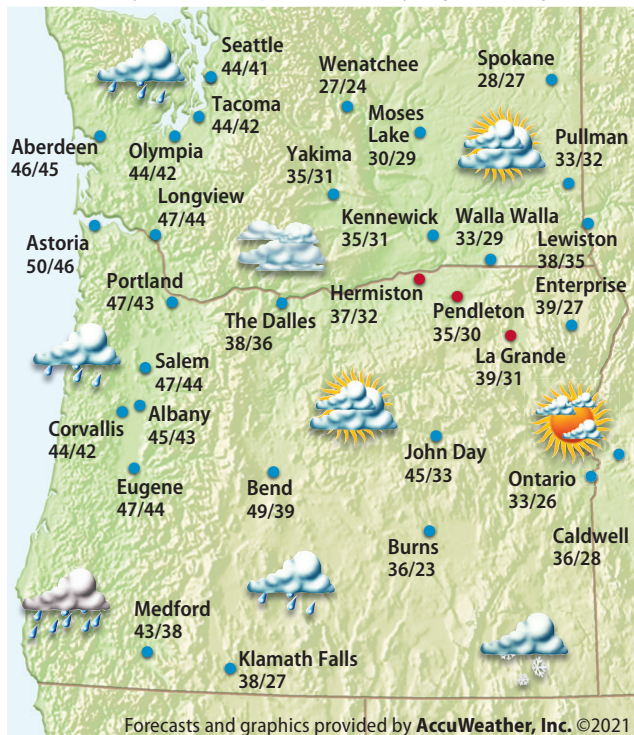 Seattle
44/41
Wenatchee
27/24
Spokane
28/27
Tacoma
44/42
Moses
Lake
30/29
Aberdeen
46/45
Olympia
44/42
Yakima
35/31
Pullman
33/32
Longview
47/44
Kennewick
35/31
Walla Walla
33/29
Lewiston
38/35
Astoria
50/46
Portland
47/43
The Dalles
38/36
Hermiston
37/32
Pendleton
35/30
Enterprise
39/27
La Grande
39/31
Salem
47/44
Albany
45/43
Corvallis
44/42
John Day
45/33
Eugene
47/44
Bend
49/39
Ontario
33/26
Burns
36/23
Caldwell
36/28
Medford
43/38
Klamath Falls
38/27
Forecasts and graphics provided by AccuWeather, Inc. ©2021